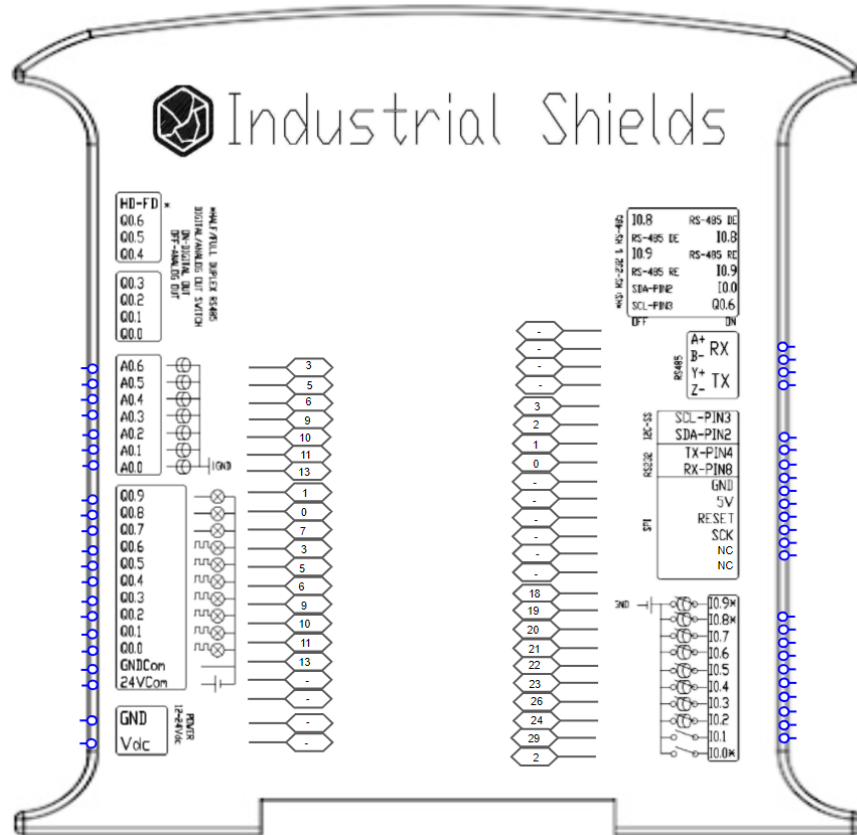 Industrial Shields
HD-FD *
Q0.6
Q0.5
Q0.4
Q0.3
Q0.2
Q0.1
Q0.0
*HALF/FULL DUPLEX RS485
DIGITAL/ANALOG OUT SWITCH
ON-DIGITAL OUT
OFF-ANALOG OUT
A0.6
A0.5
A0.4
A0.3
A0.2
A0.1
A0.0
GND
Q0.9
Q0.8
Q0.7
Q0.6
Q0.5
Q0.4
Q0.3
Q0.2
Q0.1
Q0.0
GNDCom
24VCom
GND
Vdc
POWER
12-24Vdc
3
5
6
9
10
11
13
1
0
7
3
5
6
9
10
11
13
-
-
-
-
-
-
-
-
3
2
1
0
-
-
-
-
-
-
18
19
20
21
22
23
26
24
29
2
I0.8 RS-485 DE
RS-485 DE I0.8
I0.9 RS-485 RE
RS-485 RE I0.9
SDA-PIN2 I0.0
SCL-PIN3 Q0.6
OFF ON
RS485
A+
B-
RX
Y+
Z-
TX
I2C-SS
SCL-PIN3
SDA-PIN2
RS232
TX-PIN4
RX-PIN8
SPI
GND
5V
RESET
SCK
NC
NC
GND
I0.9*
I0.8*
I0.7
I0.6
I0.5
I0.4
I0.3
I0.2
I0.1
I0.0*